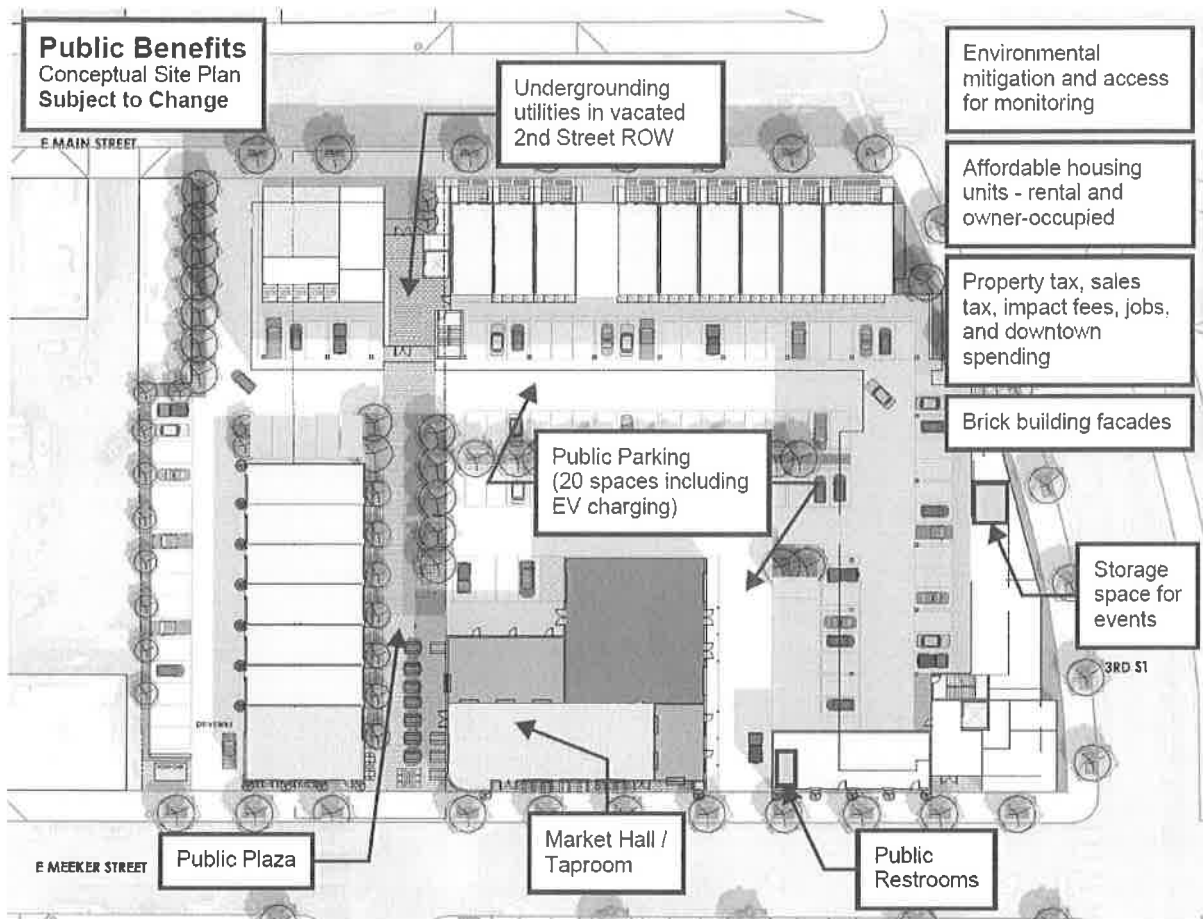 Public Benefits
Conceptual Site Plan
Subject to Change
E MAIN STREET
Undergrounding
utilities in vacated
2nd Street ROW
Environmental
mitigation and access
for monitoring
Affordable housing
units - rental and
owner-occupied
Property tax, sales
tax, impact fees, jobs,
and downtown
spending
Brick building facades
Public Parking
(20 spaces including
EV charging)
Storage
space for
events
3RD ST
E MEEKER STREET
Public Plaza
Market Hall /
Taproom
Public
Restrooms